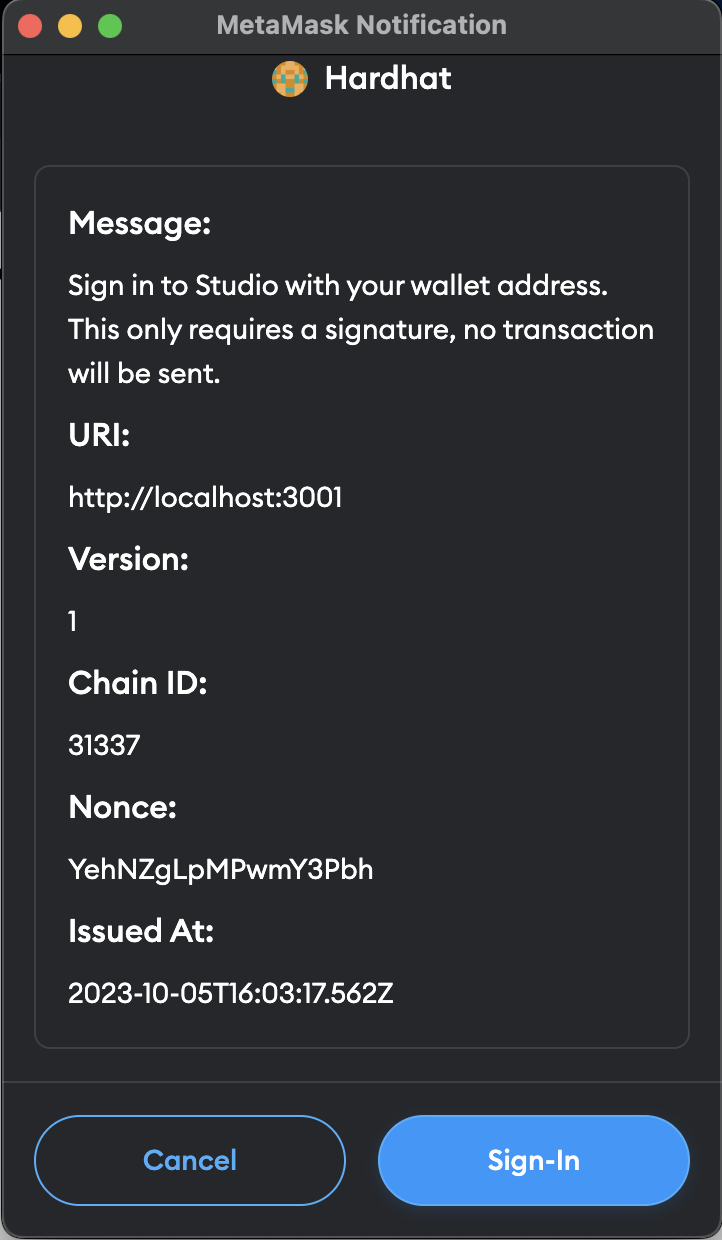 MetaMask Notification
Hardhat
Message:
Sign in to Studio with your wallet address.
This only requires a signature, no transaction
will be sent.
URI:
http://localhost:3001
Version:
1
Chain ID:
31337
Nonce:
YehNZgLpMPwmY3Pbh
Issued At:
2023-10-05T16:03:17.562Z
Cancel
Sign-In